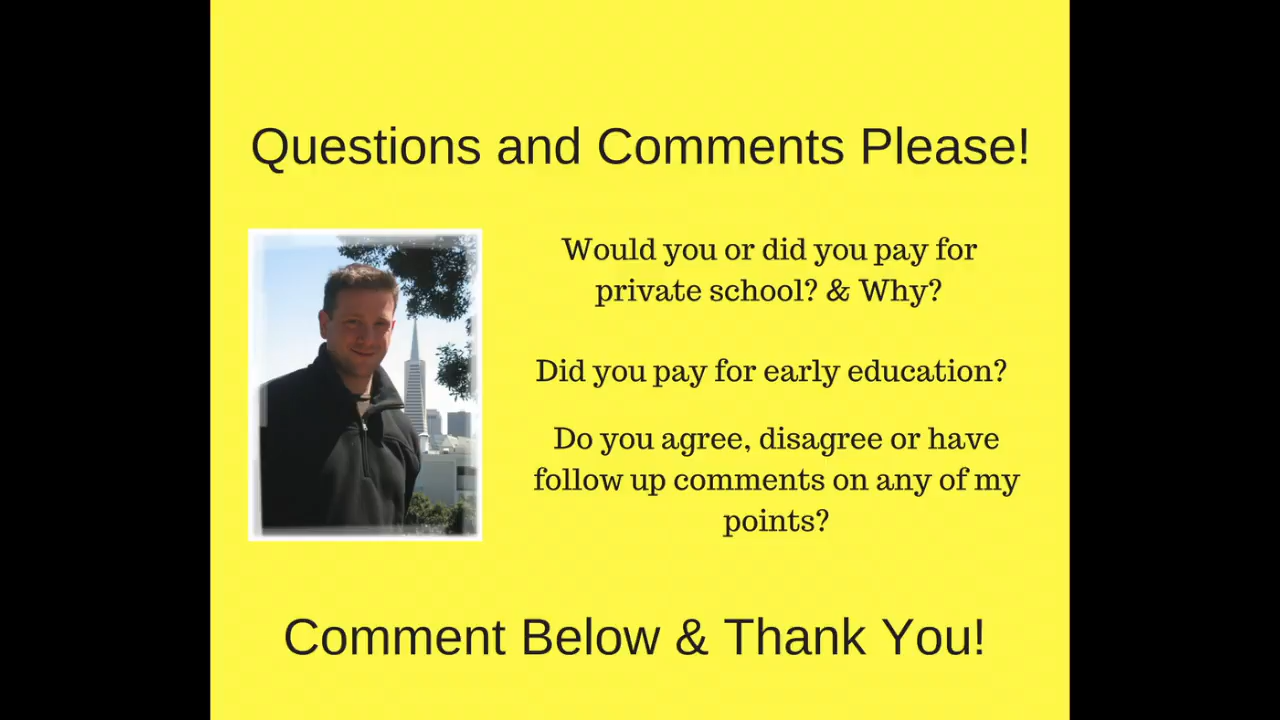 Questions and Comments Please!
Would you or did you pay for
private school? & Why?
Did you pay for early education?
Do you agree, disagree or have
follow up comments on any of my
points?
Comment Below & Thank You!